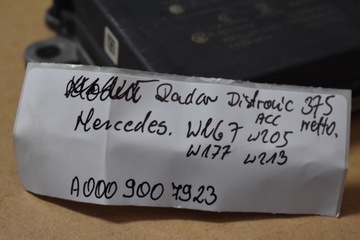 Radar Distronic 375
ACC netto.
Mercedes. W167 W205
W177 W213
A000 900 7923